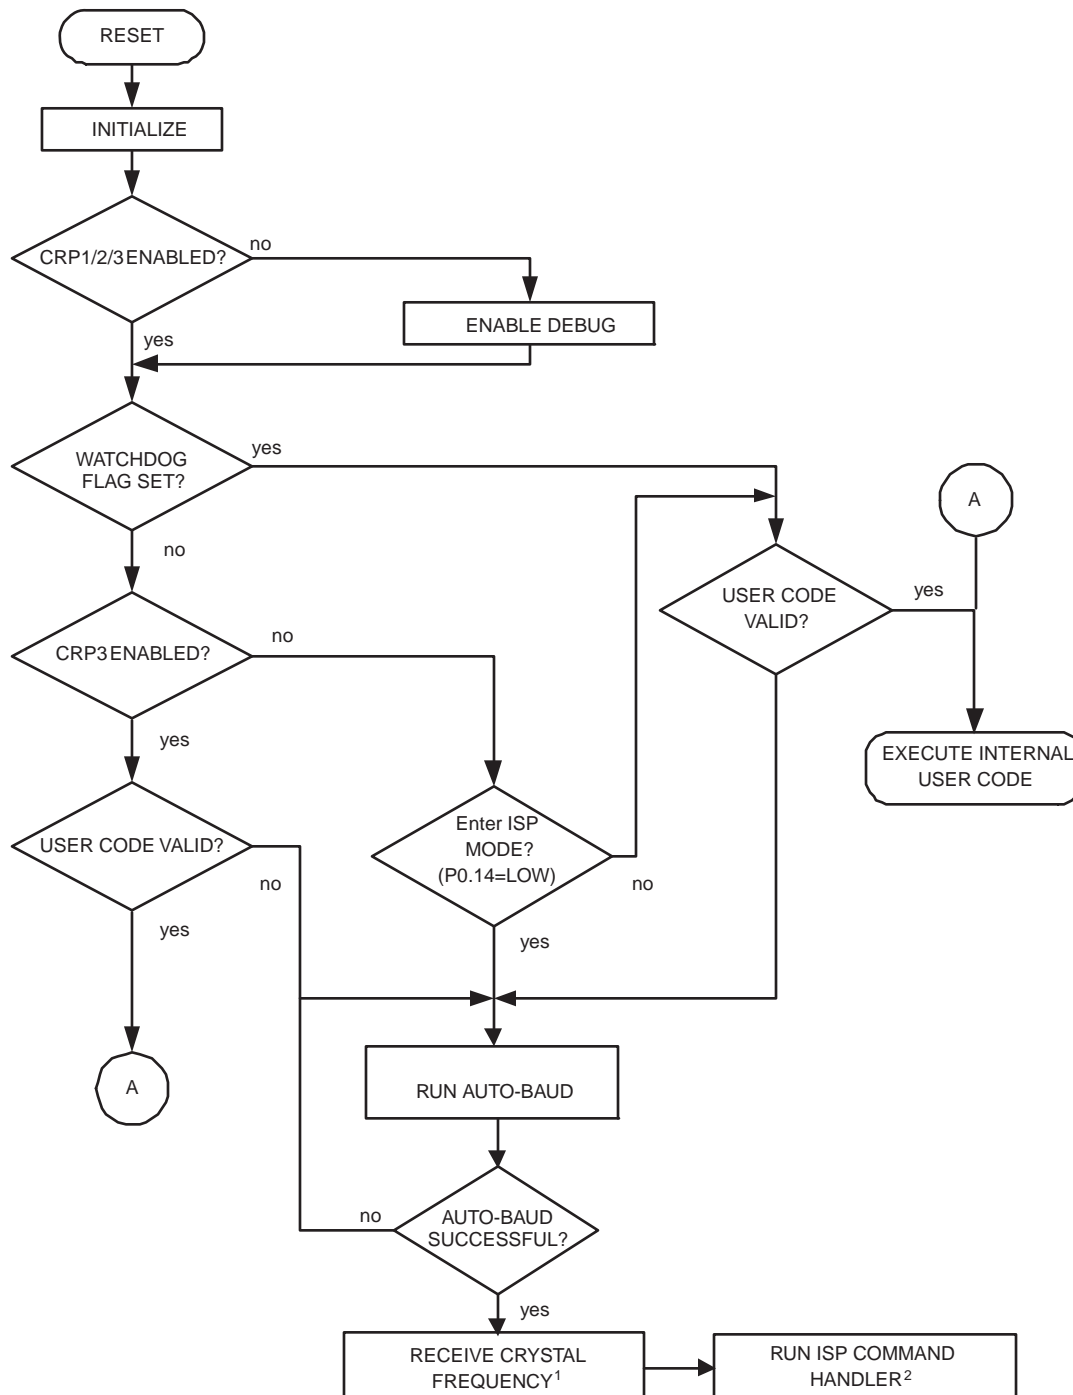 RESET
INITIALIZE
CRP1/2/3 ENABLED?
no
ENABLE DEBUG
yes
WATCHDOG
FLAG SET?
yes
no
A
USER CODE
VALID?
yes
CRP3 ENABLED?
no
yes
EXECUTE INTERNAL
USER CODE
USER CODE VALID?
no
yes
Enter ISP
MODE?
(P0.14=LOW)
no
yes
A
RUN AUTO-BAUD
AUTO-BAUD
SUCCESSFUL?
no
yes
RECEIVE CRYSTAL
FREQUENCY1
RUN ISP COMMAND
HANDLER2